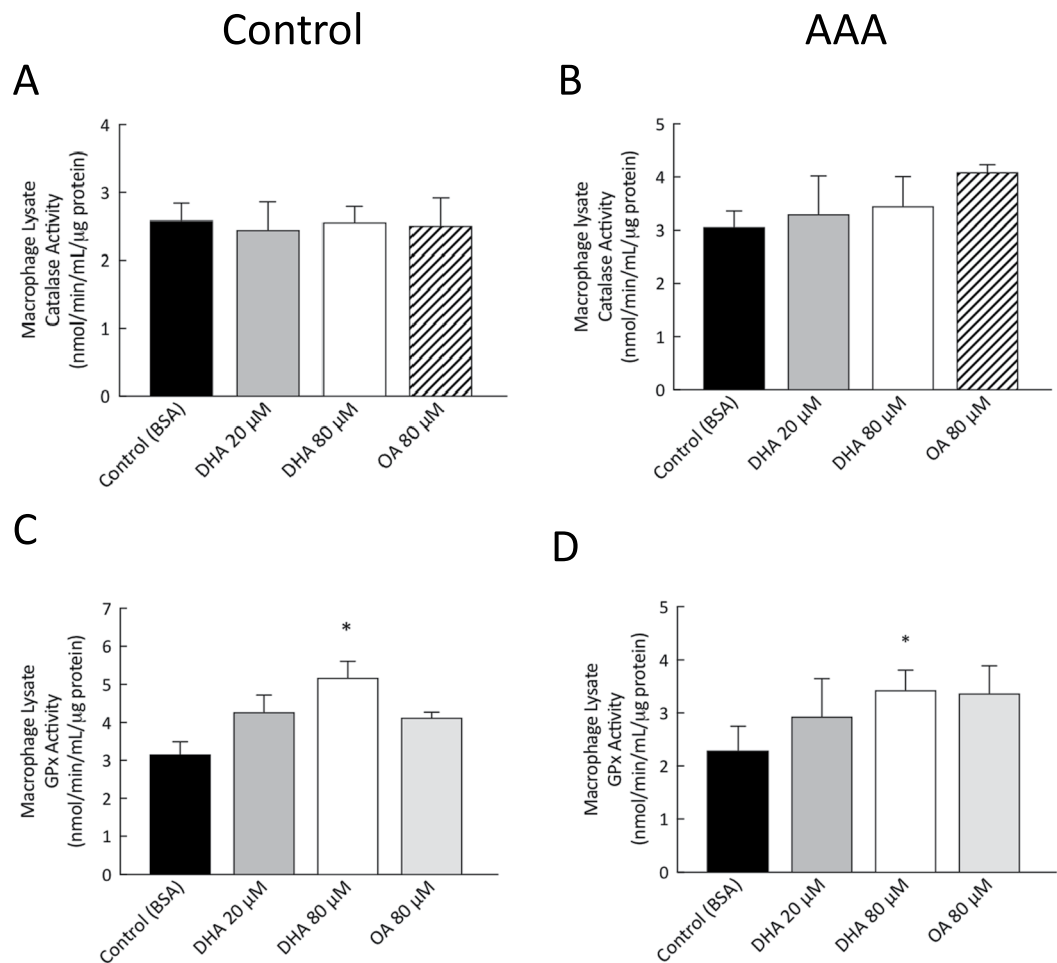 Control
AAA
A
Macrophage Lysate
Catalase Activity
(nmol/min/mL/μg protein)
4
3
2
1
0
Control (BSA)
DHA 20 μM
DHA 80 μM
OA 80 μM
B
Macrophage lysate
Catalase Activity
(nmol/min/mL/μg protein)
5
4
3
2
1
0
Control (BSA)
DHA 20 μM
DHA 80 μM
OA 80 μM
C
Macrophage Lysate
GPx Activity
(nmol/min/mL/μg protein)
7
6
5
4
3
2
1
0
*
Control (BSA)
DHA 20 μM
DHA 80 μM
OA 80 μM
D
Macrophage Lysate
GPx Activity
(nmol/min/mL/μg protein)
5
4
3
2
1
0
*
Control (BSA)
DHA 20 μM
DHA 80 μM
OA 80 μM